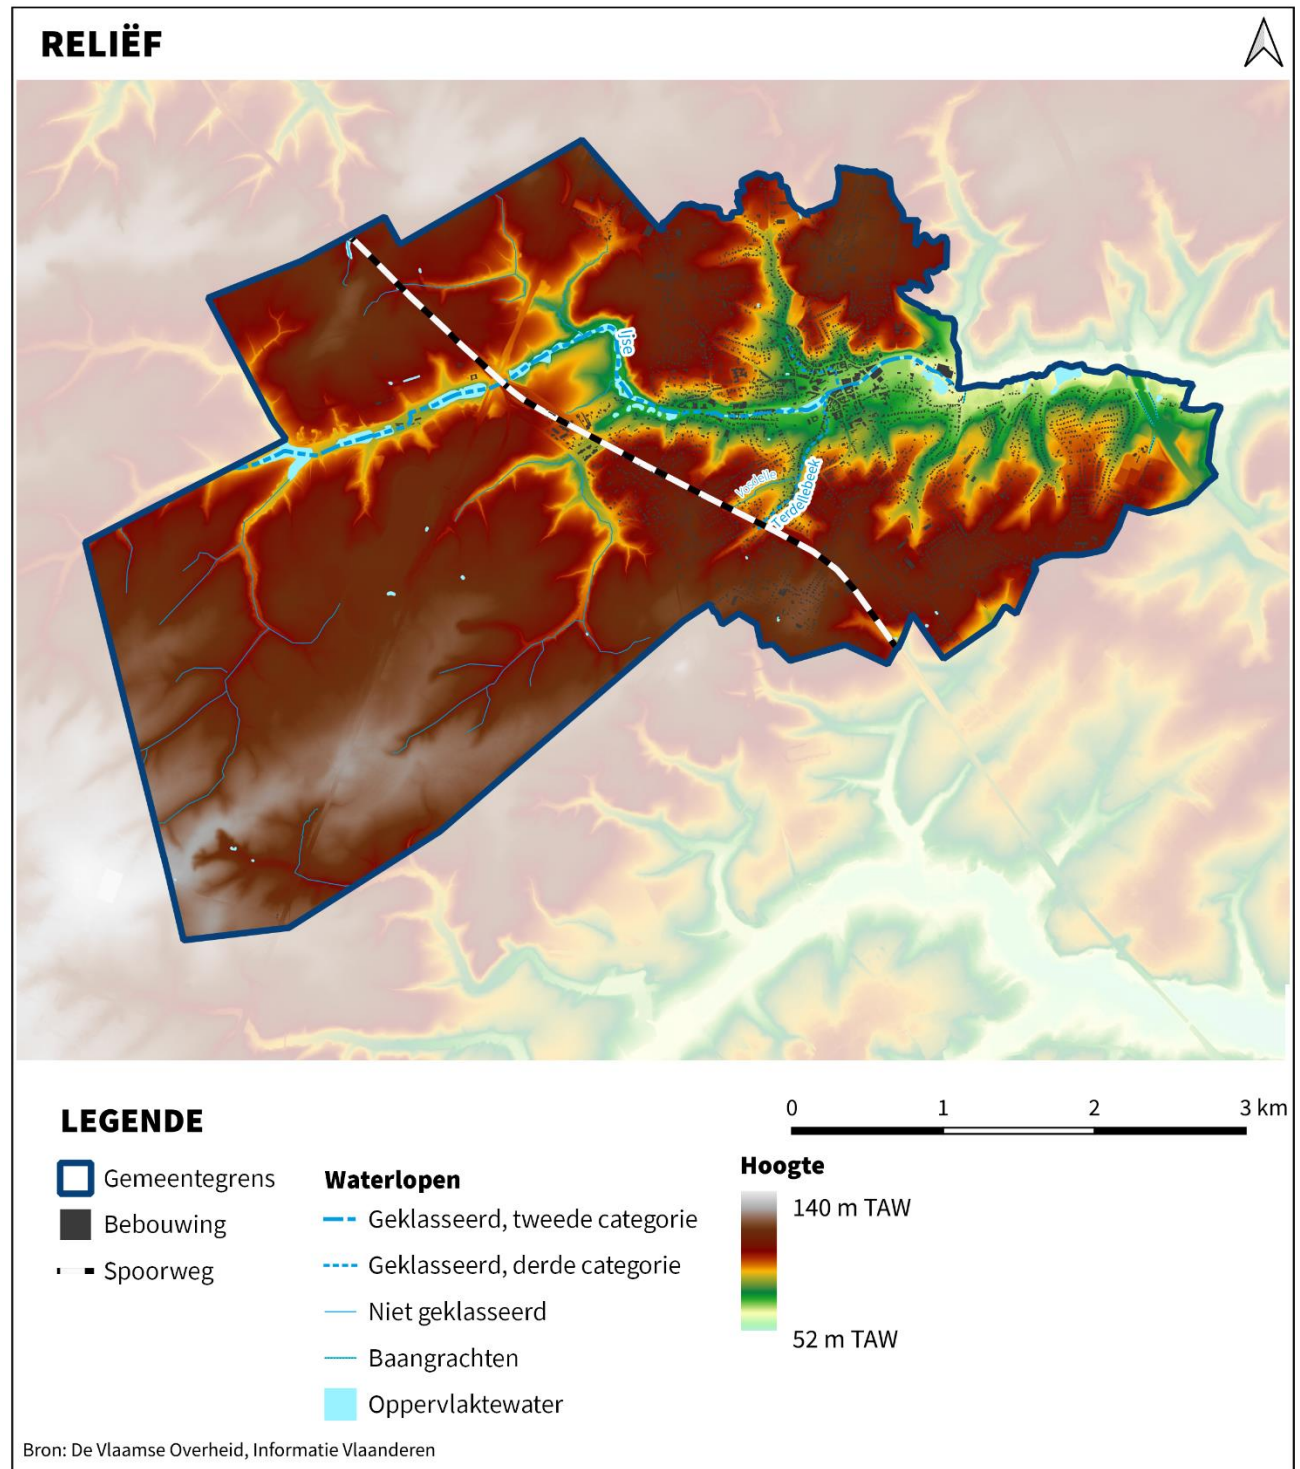 RELIËF
Ijse
Vosdelle
Terdellebeek
LEGENDE
Gemeentegrens
Bebouwing
Spoorweg
Waterlopen
Geklasseerd, tweede categorie
Geklasseerd, derde categorie
Niet geklasseerd
Baangrachten
Oppervlaktewater
0 1 2 3 km
Hoogte
140 m TAW
52 m TAW
Bron: De Vlaamse Overheid, Informatie Vlaanderen